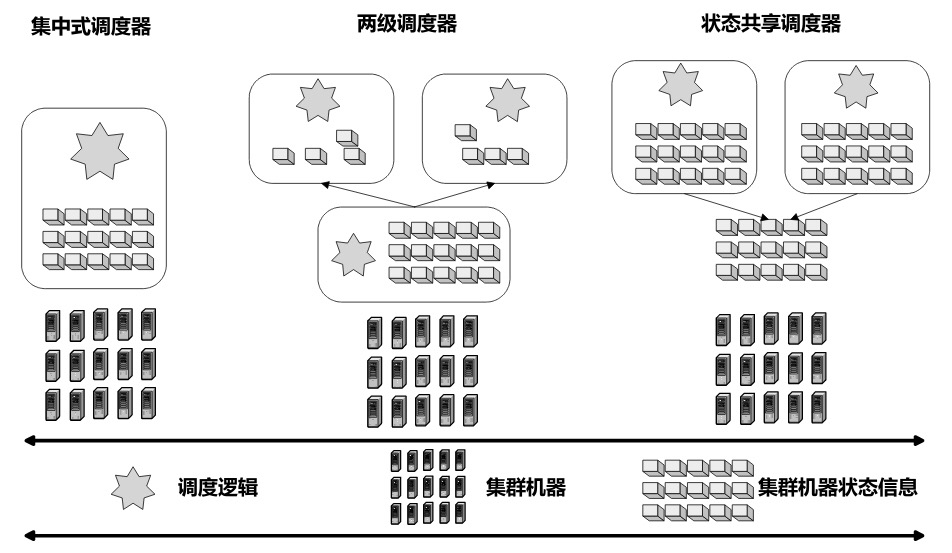 集中式调度器
两级调度器
状态共享调度器
调度逻辑
集群机器
集群机器状态信息